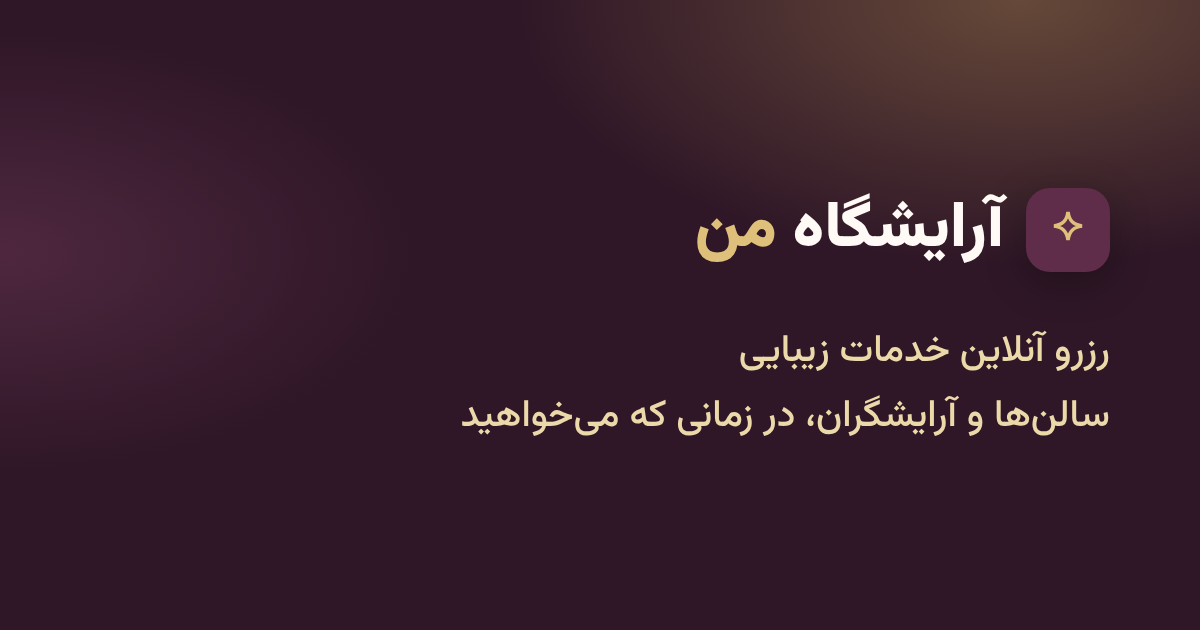 آرایشگاه من
رزرو آنلاین خدمات زیبایی
سالن‌ها و آرایشگران، در زمانی که می‌خواهید